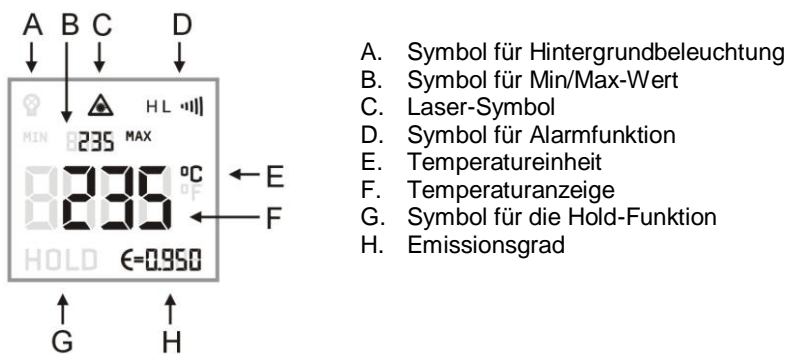 A B C D
H L
MIN 235 MAX
235 °C
°F
E
F
HOLD ϵ=0.950
G H
A. Symbol für Hintergrundbeleuchtung
B. Symbol für Min/Max-Wert
C. Laser-Symbol
D. Symbol für Alarmfunktion
E. Temperatureinheit
F. Temperaturanzeige
G. Symbol für die Hold-Funktion
H. Emissionsgrad